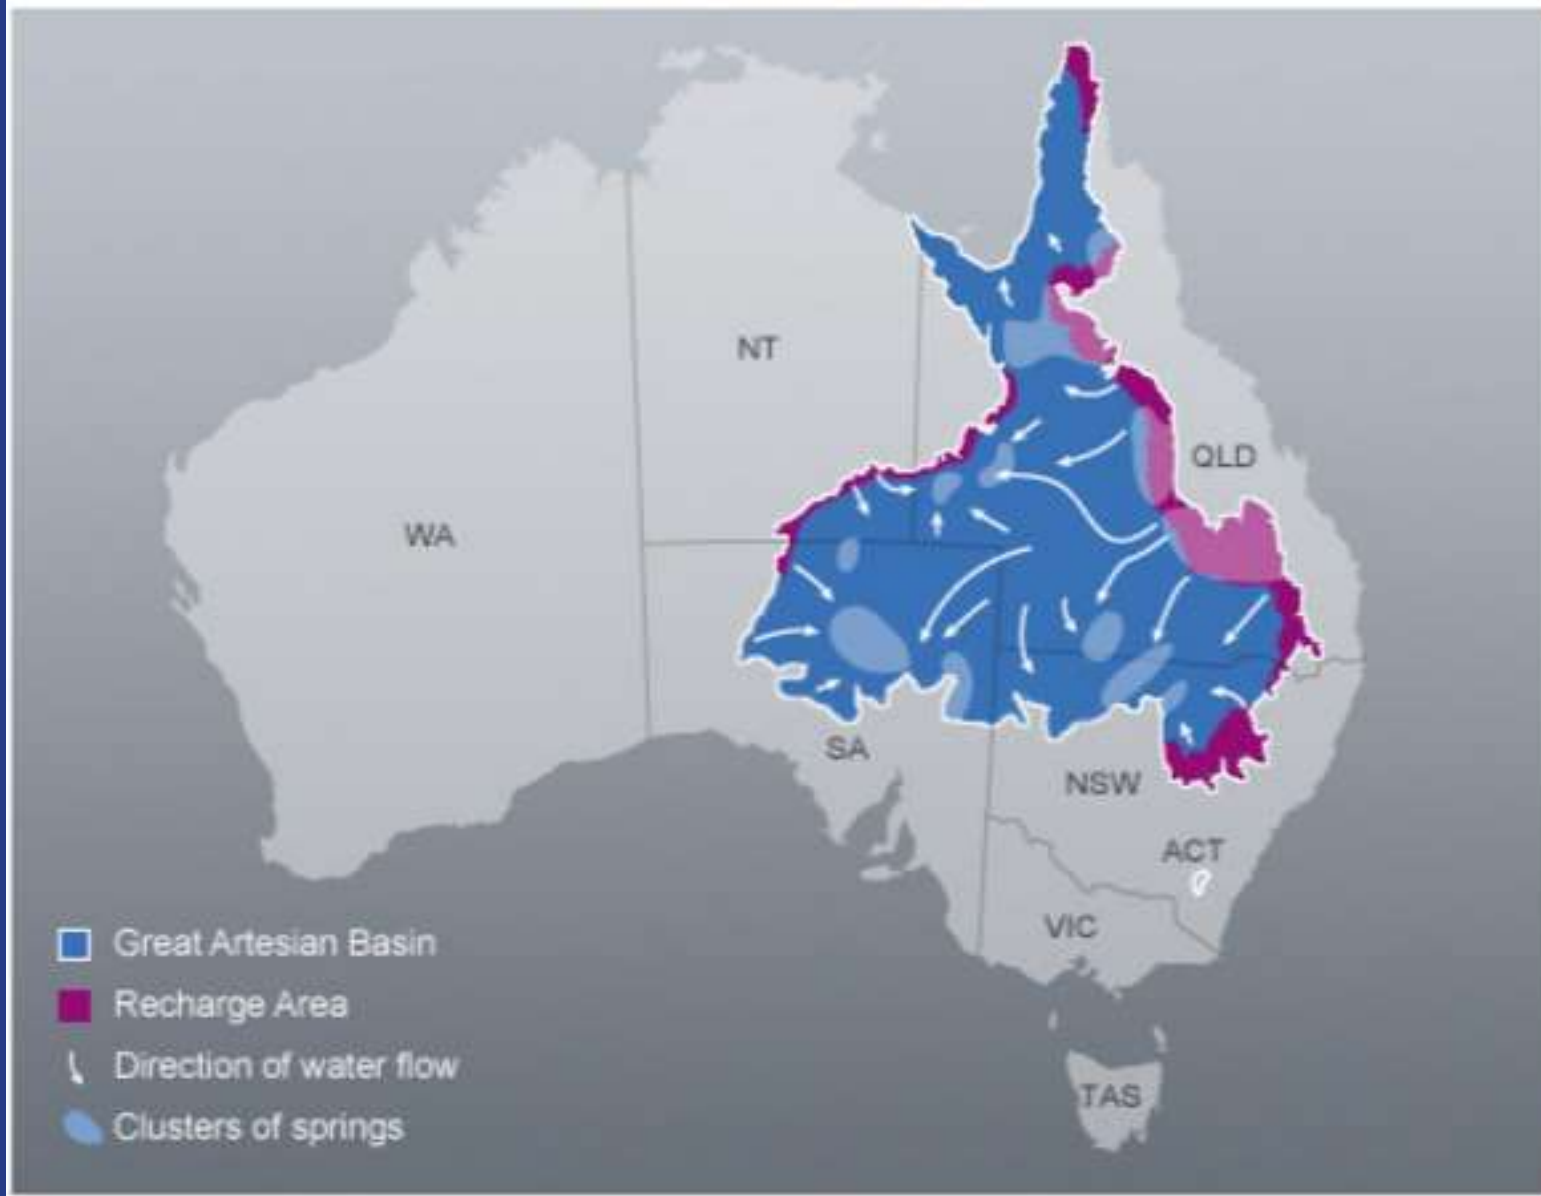 NT
QLD
WA
SA
NSW
ACT
VIC
TAS
Great Artesian Basin
Recharge Area
Direction of water flow
Clusters of springs